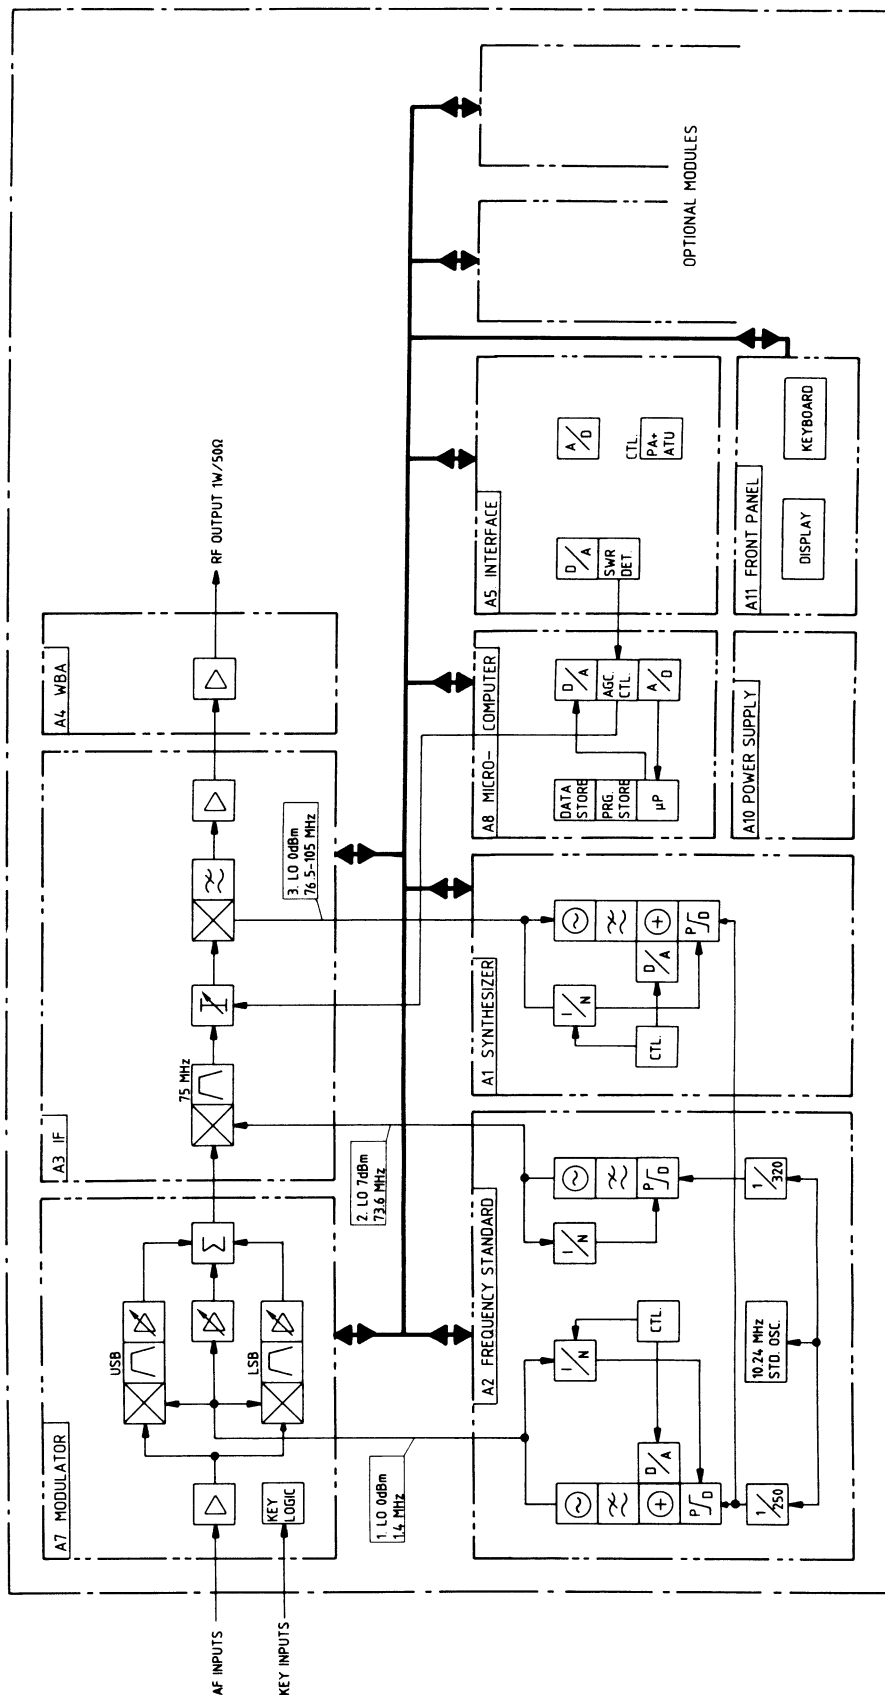 AF INPUTS
KEY INPUTS
A7 MODULATOR
KEY
LOGIC
USB
LSB
Σ
1. LO 0dBm
1.4 MHz
A3 IF
75 MHz
2. LO 7dBm
73.6 MHz
3. LO 0dBm
76.5-105 MHz
A4 WBA
RF OUTPUT 1W/50Ω
A2 FREQUENCY STANDARD
D/A
P
D
1/N
CTL.
1/250
10.24 MHz
STD. OSC.
1/N
P
D
1/320
A1 SYNTHESIZER
CTL.
1/N
D/A
P
D
A8 MICRO- COMPUTER
DATA
STORE
PRG.
STORE
µP
D/A
AGC.
CTL.
A/D
A10 POWER SUPPLY
A5 INTERFACE
D/A
SWR
DET.
A/D
CTL.
PA+
ATU
A11 FRONT PANEL
DISPLAY
KEYBOARD
OPTIONAL MODULES